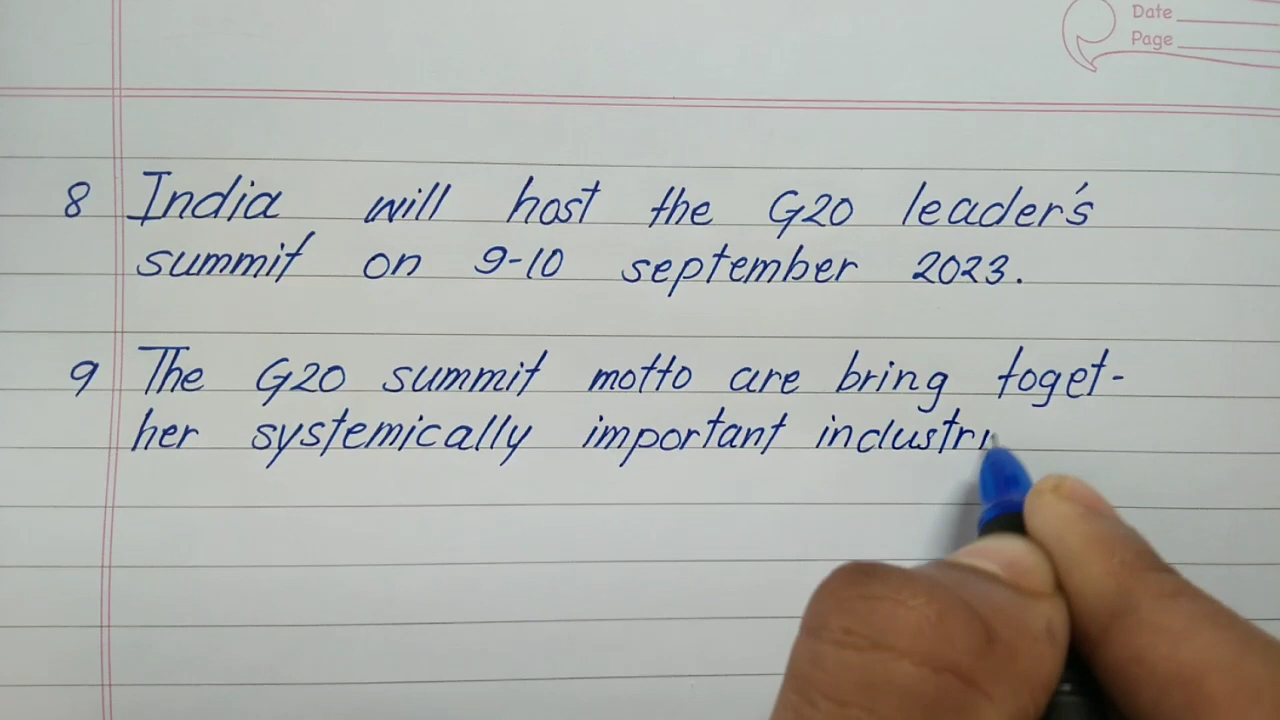 Date
Page
8 India will host the G20 leader's
summit on 9-10 september 2023.
9 The G20 summit motto are bring toget-
her systemically important industri